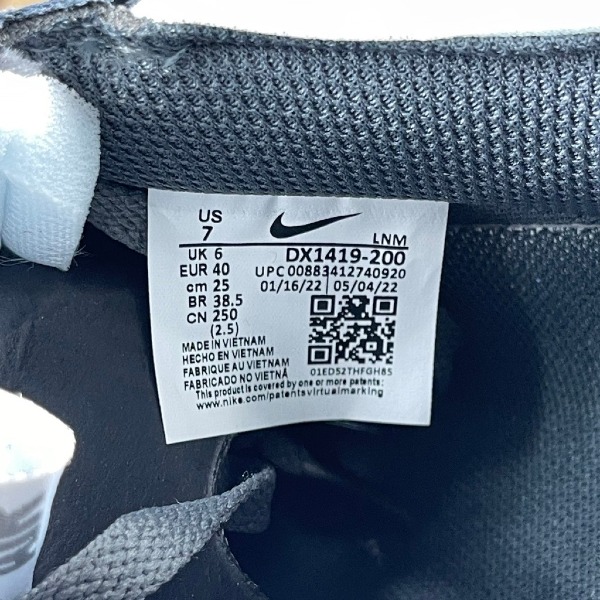 US
7
UK 6
EUR 40
cm 25
BR 38.5
CN 250
(2.5)
LNM
DX1419-200
UPC 00883412740920
01/16/22 05/04/22
01ED52THFGH85
MADE IN VIETNAM
HECHO EN VIETNAM
FABRIQUE AU VIETNAM
FABRICADO NO VIETNÃ
This product is covered by one or more patents:
www.nike.com/patentsvirtualmarking